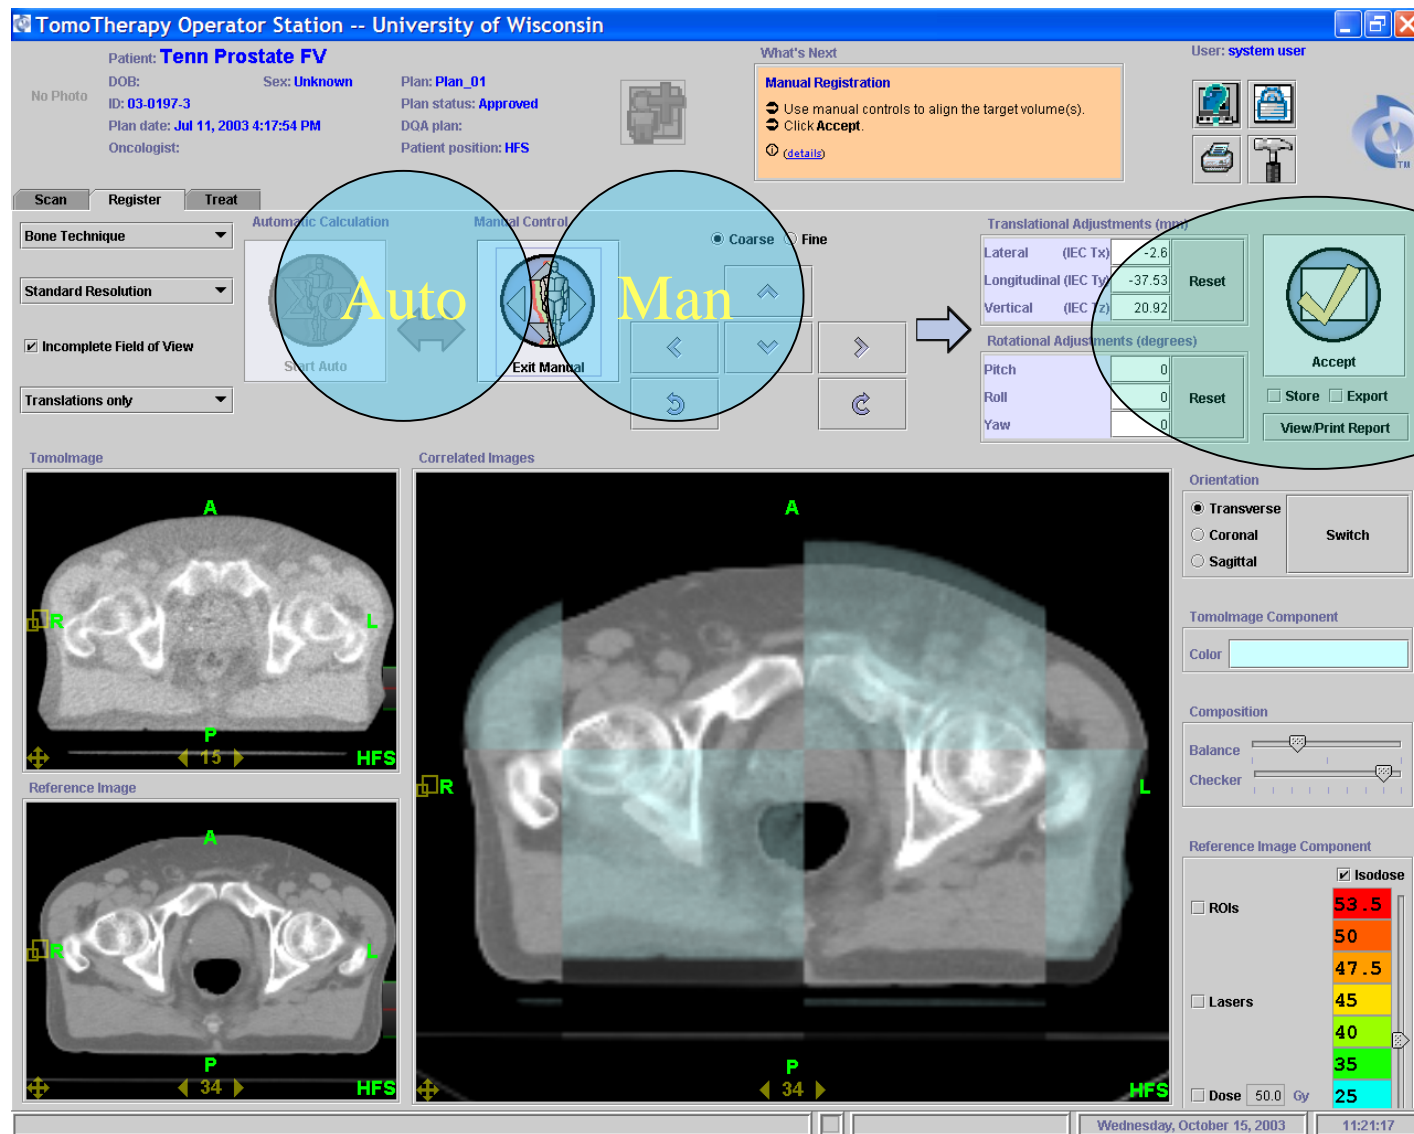 TomoTherapy Operator Station -- University of Wisconsin
No Photo
Patient: Tenn Prostate FV
DOB:
Sex: Unknown
ID: 03-0197-3
Plan date: Jul 11, 2003 4:17:54 PM
Oncologist:
Plan: Plan_01
Plan status: Approved
DQA plan:
Patient position: HFS
What's Next
Manual Registration
Use manual controls to align the target volume(s).
Click Accept.
(details)
User: system user
TM
Scan
Register
Treat
Bone Technique
Standard Resolution
Incomplete Field of View
Translations only
Automatic Calculation
Start Auto
Auto
Manual Control
Exit Manual
Man
Coarse
Fine
Translational Adjustments (mm)
Lateral (IEC Tx) -2.6
Longitudinal (IEC Ty) -37.53
Vertical (IEC Tz) 20.92
Reset
Rotational Adjustments (degrees)
Pitch 0
Roll 0
Yaw 0
Reset
Accept
Store
Export
View/Print Report
TomoImage
A
R
L
P
15
HFS
Reference Image
A
R
L
P
34
HFS
Correlated Images
A
R
L
P
34
HFS
Orientation
Transverse
Coronal
Sagittal
Switch
TomoImage Component
Color
Composition
Balance
Checker
Reference Image Component
Isodose
ROIs
Lasers
Dose 50.0 Gy
53.5
50
47.5
45
40
35
25
Wednesday, October 15, 2003
11:21:17